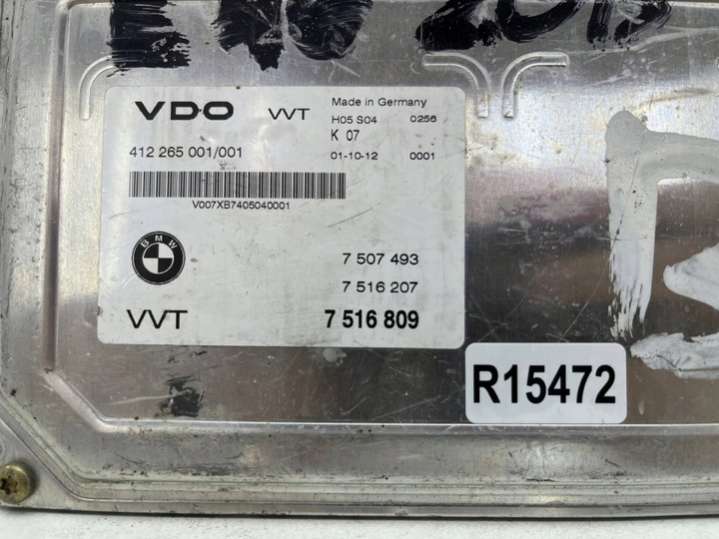 VDO VVT Made in Germany
H05 S04 0256
K 07
412 265 001/001 01-10-12 0001
V007XB7405040001
BMW
7 507 493
7 516 207
VVT 7 516 809
R15472